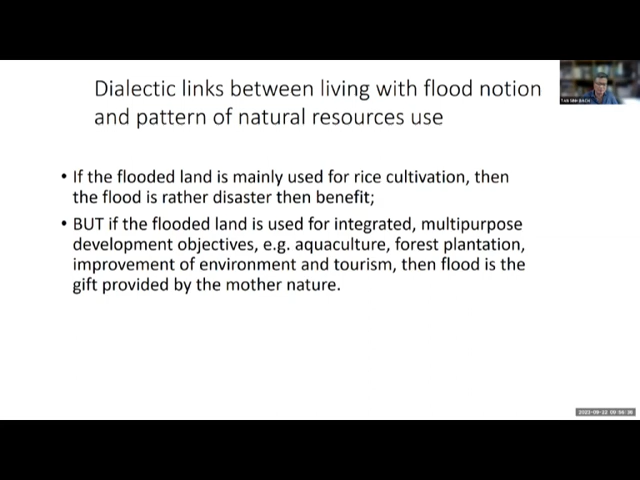 Dialectic links between living with flood notion
and pattern of natural resources use
TAN SINH BACH
• If the flooded land is mainly used for rice cultivation, then
the flood is rather disaster then benefit;
• BUT if the flooded land is used for integrated, multipurpose
development objectives, e.g. aquaculture, forest plantation,
improvement of environment and tourism, then flood is the
gift provided by the mother nature.